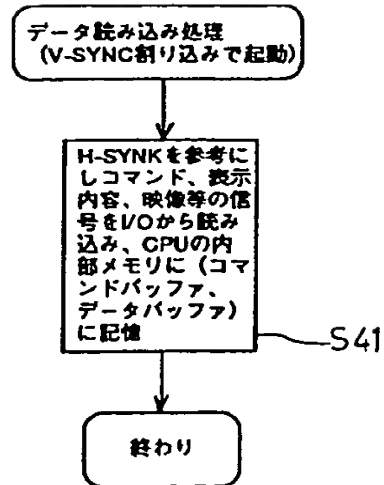 データ読み込み処理
(V-SYNC割り込みで起動)
H-SYNKを参考に
しコマンド、表示
内容、映像等の信
号をI/Oから読み
込み、CPUの内
部メモリに（コマ
ンドバッファ、
データバッファ）
に記憶
S41
終わり